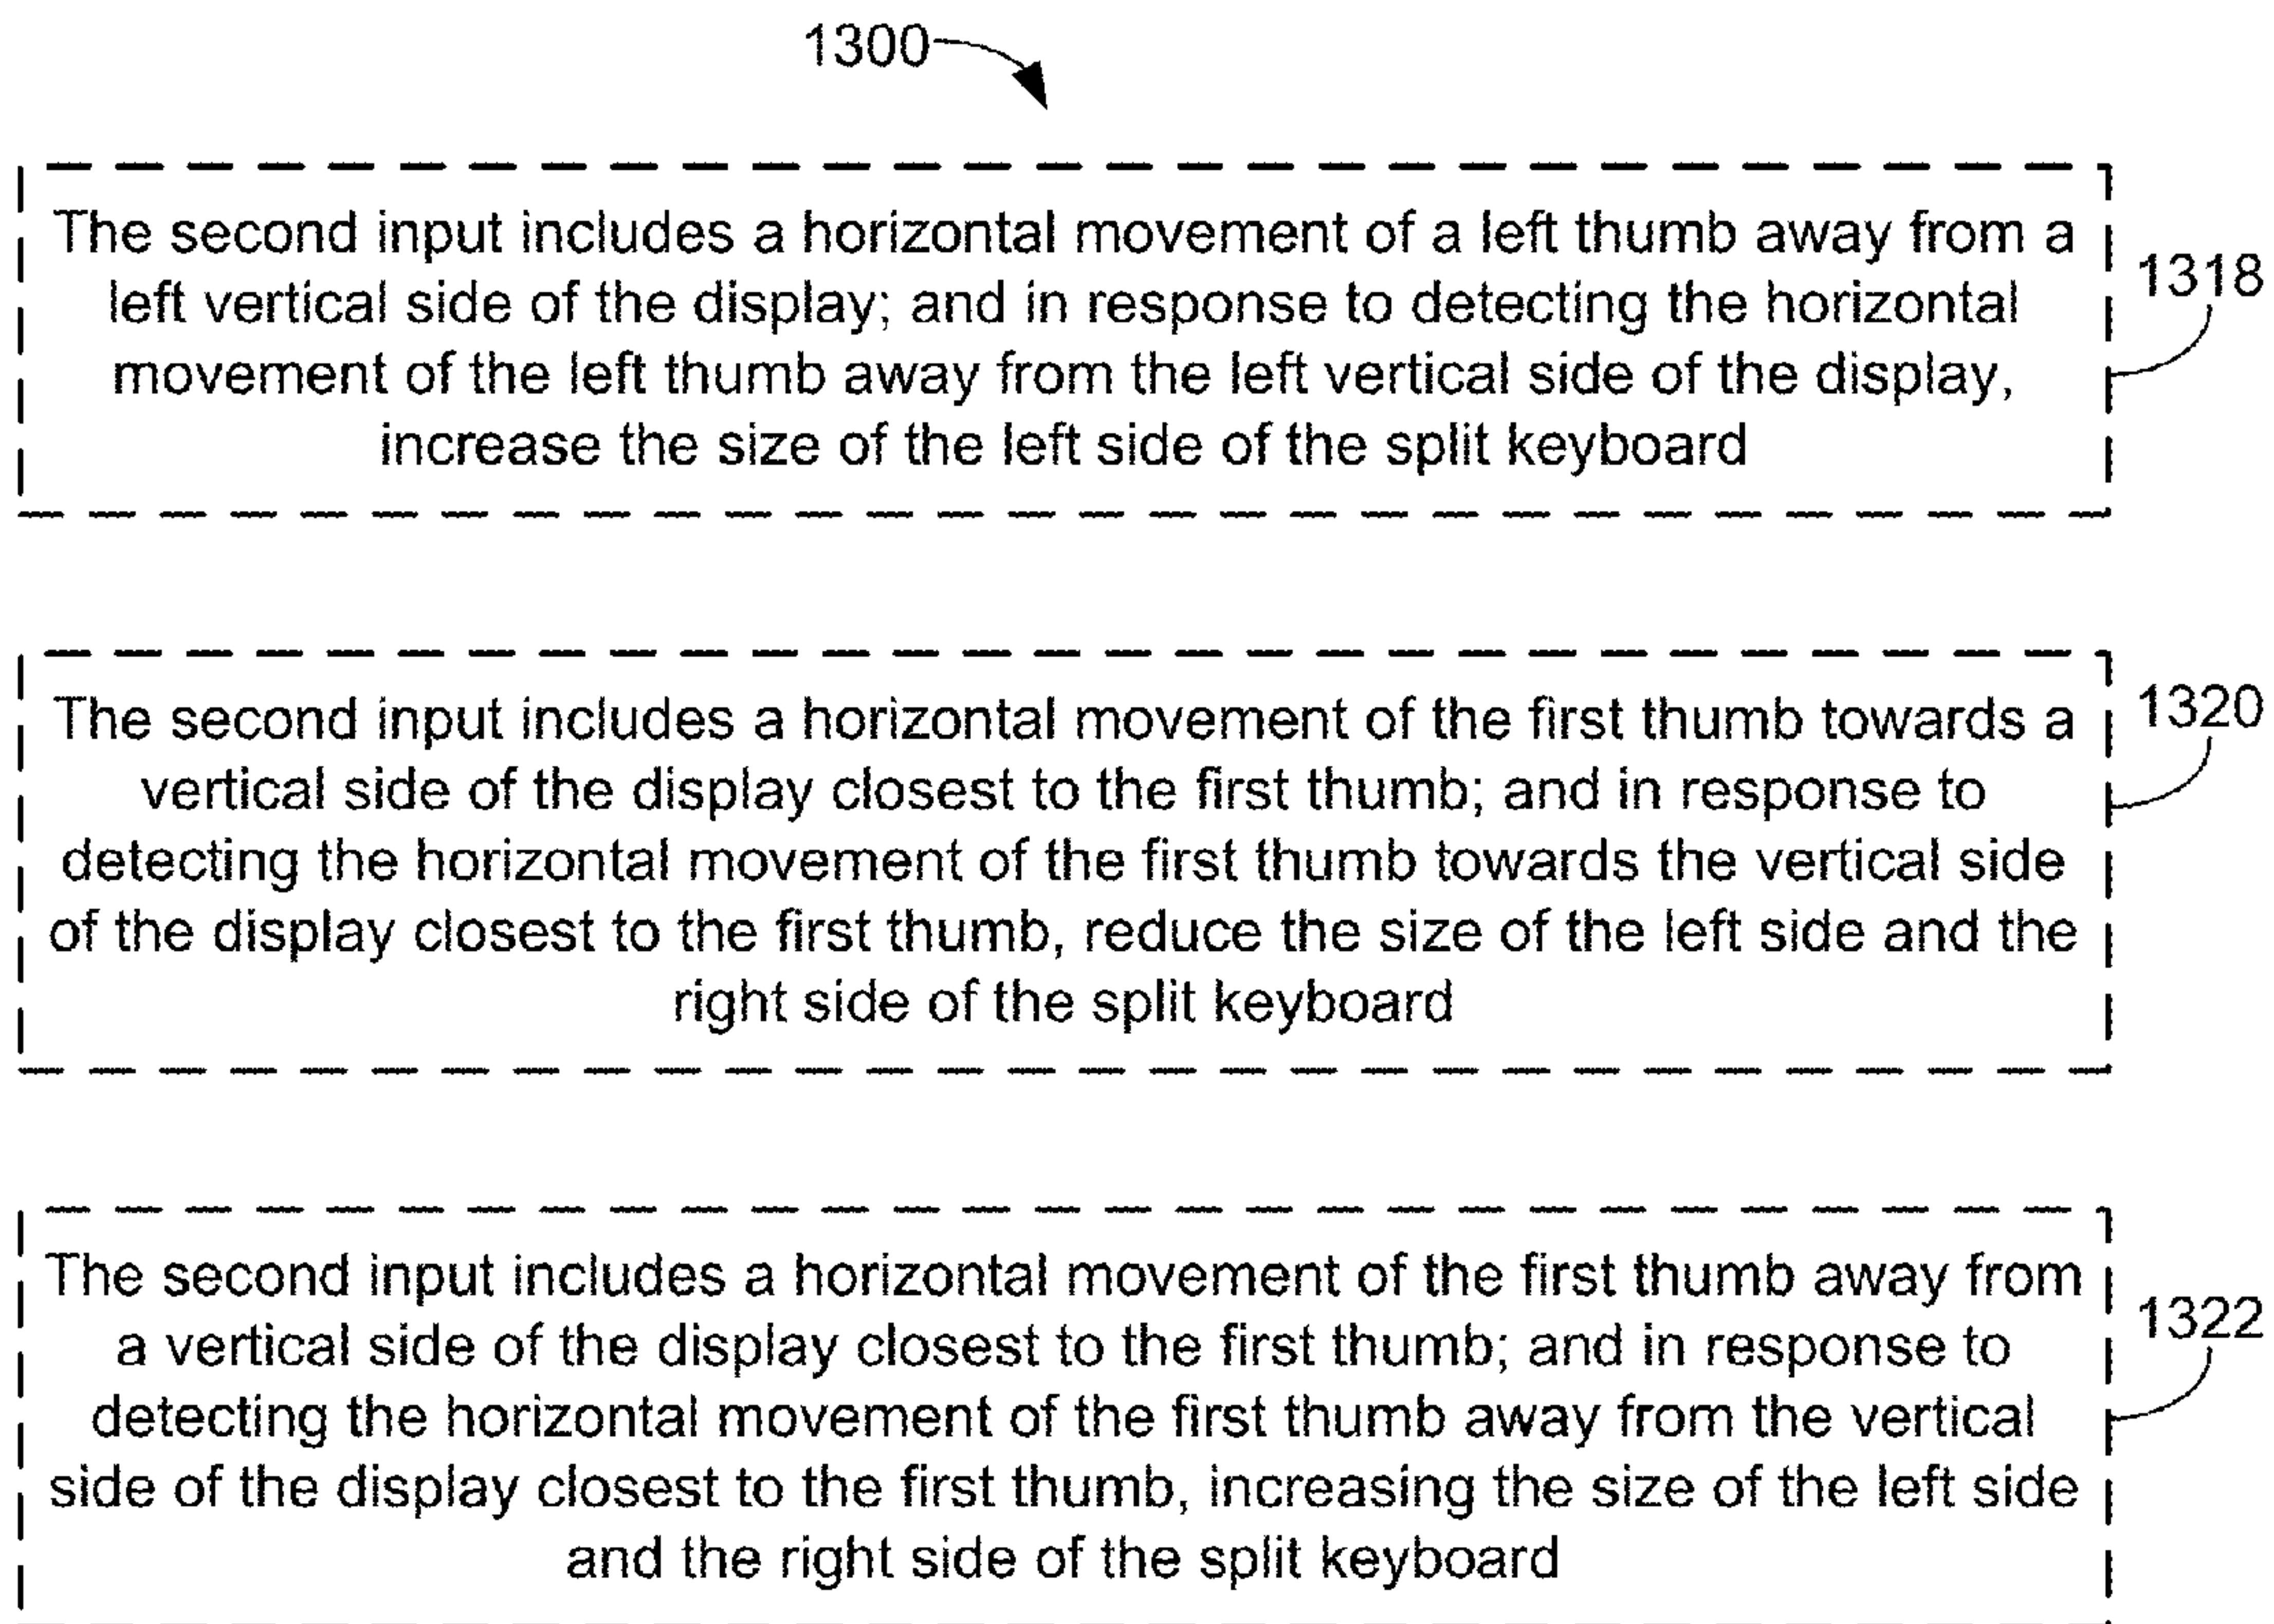 1300
The second input includes a horizontal movement of a left thumb away from a
left vertical side of the display; and in response to detecting the horizontal
movement of the left thumb away from the left vertical side of the display,
increase the size of the left side of the split keyboard
1318
The second input includes a horizontal movement of the first thumb towards a
vertical side of the display closest to the first thumb; and in response to
detecting the horizontal movement of the first thumb towards the vertical side
of the display closest to the first thumb, reduce the size of the left side and the
right side of the split keyboard
1320
The second input includes a horizontal movement of the first thumb away from
a vertical side of the display closest to the first thumb; and in response to
detecting the horizontal movement of the first thumb away from the vertical
side of the display closest to the first thumb, increasing the size of the left side
and the right side of the split keyboard
1322